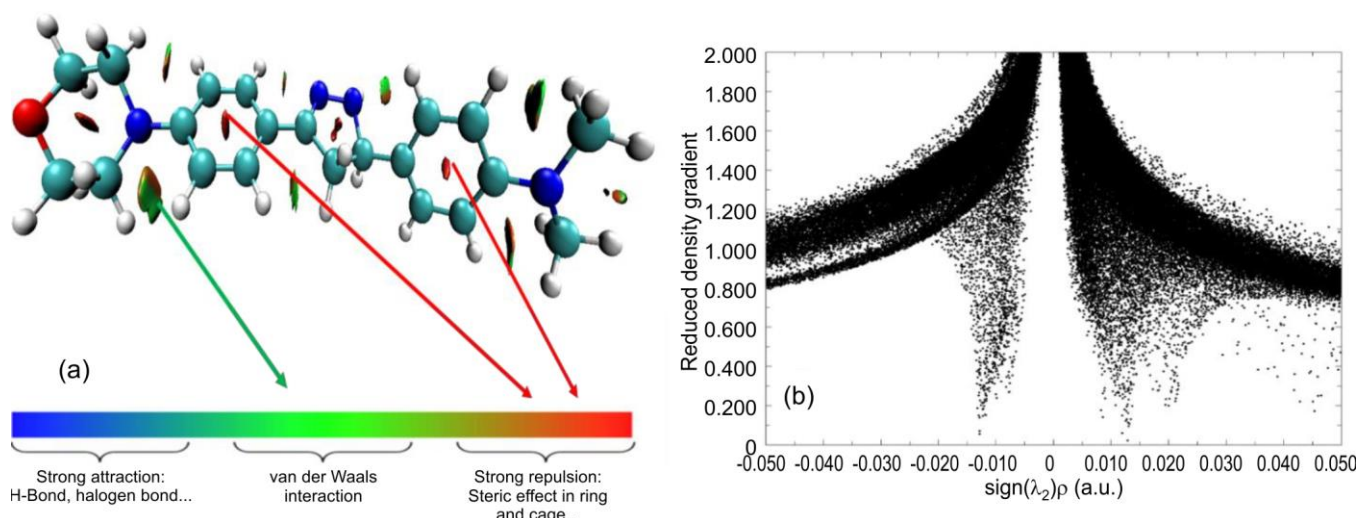 (a)
Strong attraction:
H-Bond, halogen bond...
van der Waals
interaction
Strong repulsion:
Steric effect in ring
and cage...
(b)
Reduced density gradient
2.000
1.800
1.600
1.400
1.200
1.000
0.800
0.600
0.400
0.200
0
-0.050 -0.040 -0.030 -0.020 -0.010 0 0.010 0.020 0.030 0.040 0.050
sign(λ₂)ρ (a.u.)